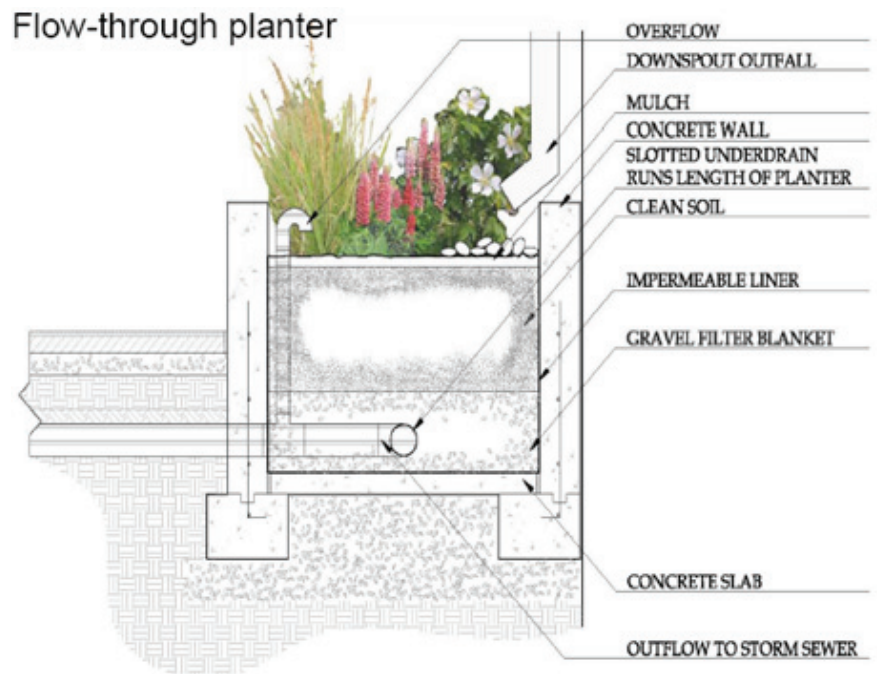 Flow-through planter
OVERFLOW
DOWNSPOUT OUTFALL
MULCH
CONCRETE WALL
SLOTTED UNDERDRAIN
RUNS LENGTH OF PLANTER
CLEAN SOIL
IMPERMEABLE LINER
GRAVEL FILTER BLANKET
CONCRETE SLAB
OUTFLOW TO STORM SEWER